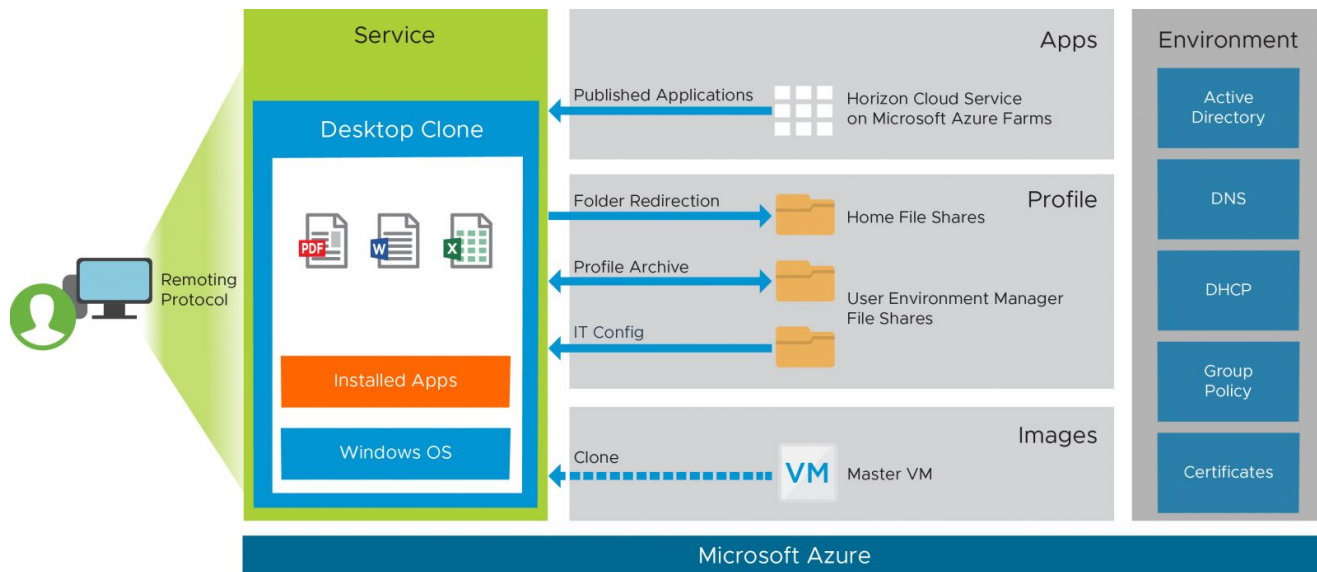 Service
Apps
Environment
Published Applications
Horizon Cloud Service
on Microsoft Azure Farms
Active
Directory
Desktop Clone
Folder Redirection
Profile
Home File Shares
DNS
PDF
W
X
Remoting
Protocol
Profile Archive
User Environment Manager
File Shares
DHCP
IT Config
Installed Apps
Group
Policy
Images
Windows OS
Clone
VM
Master VM
Certificates
Microsoft Azure